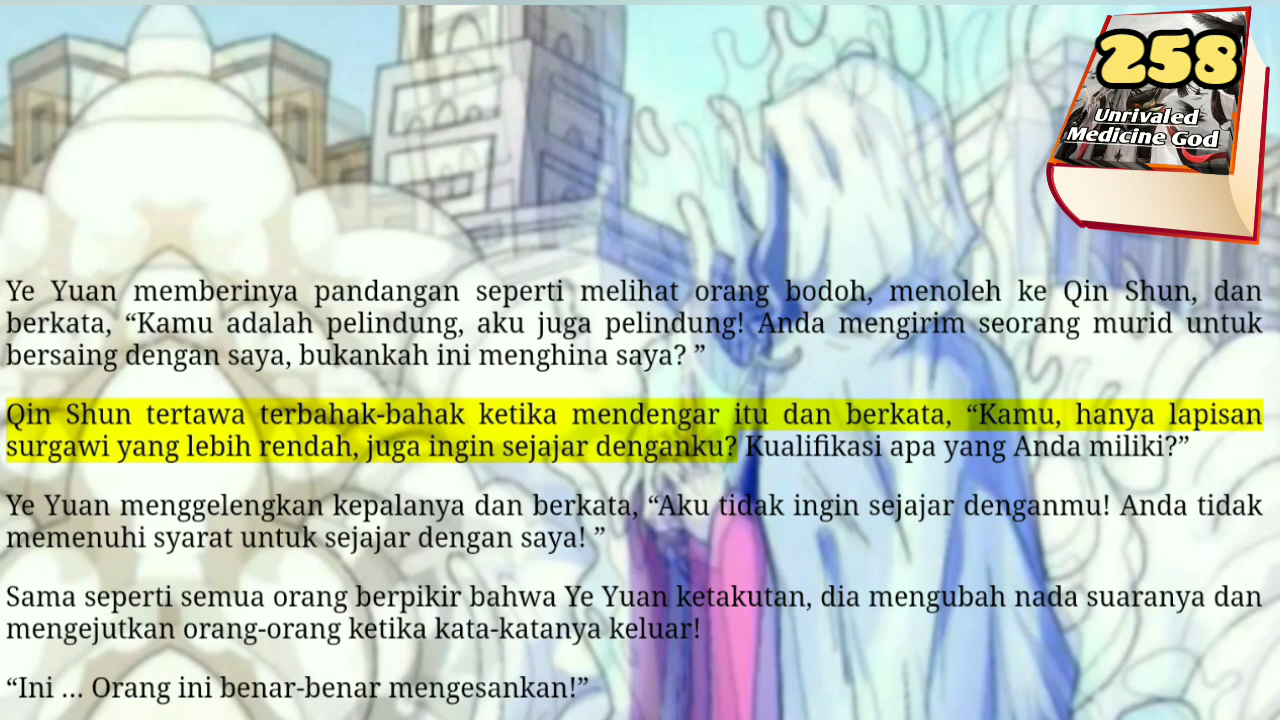 258
Unrivaled
Medicine God
Ye Yuan memberinya pandangan seperti melihat orang bodoh, menoleh ke Qin Shun, dan
berkata, “Kamu adalah pelindung, aku juga pelindung! Anda mengirim seorang murid untuk
bersaing dengan saya, bukankah ini menghina saya? ”
Qin Shun tertawa terbahak-bahak ketika mendengar itu dan berkata, “Kamu, hanya lapisan
surgawi yang lebih rendah, juga ingin sejajar denganku? Kualifikasi apa yang Anda miliki?”
Ye Yuan menggelengkan kepalanya dan berkata, “Aku tidak ingin sejajar denganmu! Anda tidak
memenuhi syarat untuk sejajar dengan saya! ”
Sama seperti semua orang berpikir bahwa Ye Yuan ketakutan, dia mengubah nada suaranya dan
mengejutkan orang-orang ketika kata-katanya keluar!
“Ini ... Orang ini benar-benar mengesankan!”